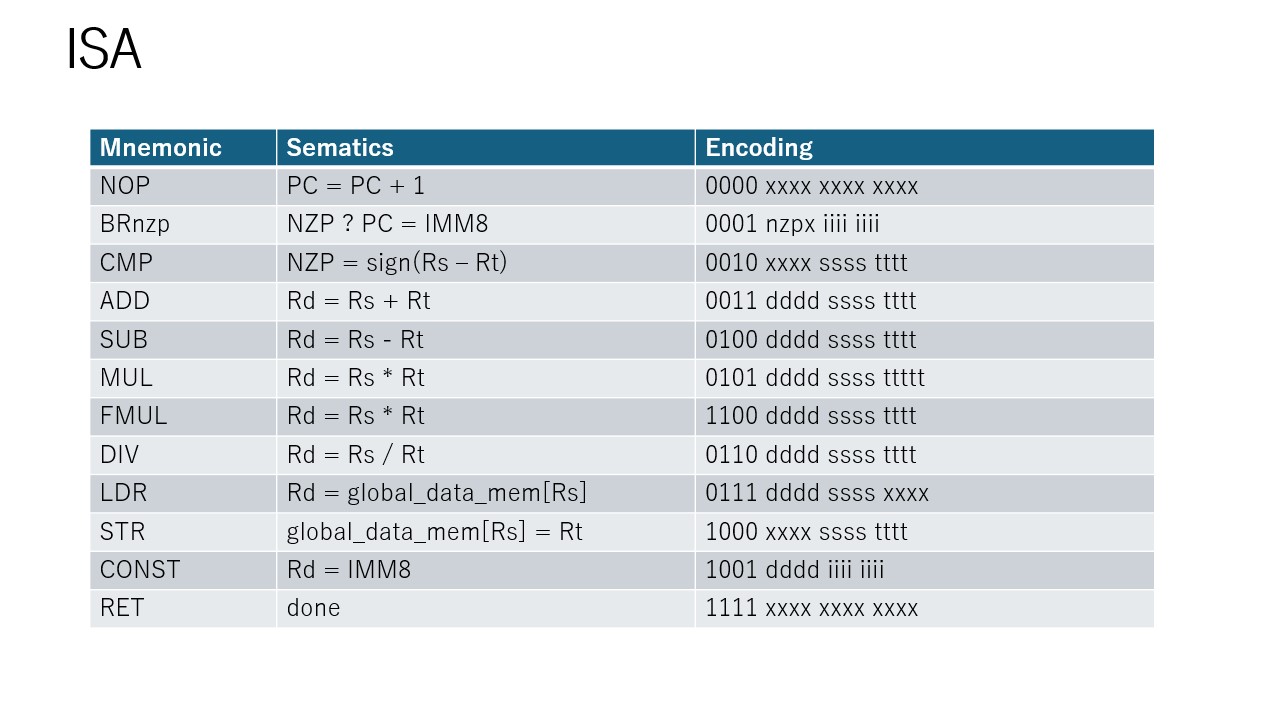 ISA
Mnemonic Sematics Encoding
NOP PC = PC + 1 0000 xxxx xxxx xxxx
BRnzp NZP ? PC = IMM8 0001 nzpx iiii iiii
CMP NZP = sign(Rs – Rt) 0010 xxxx ssss tttt
ADD Rd = Rs + Rt 0011 dddd ssss tttt
SUB Rd = Rs - Rt 0100 dddd ssss tttt
MUL Rd = Rs * Rt 0101 dddd ssss ttttt
FMUL Rd = Rs * Rt 1100 dddd ssss tttt
DIV Rd = Rs / Rt 0110 dddd ssss tttt
LDR Rd = global_data_mem[Rs] 0111 dddd ssss xxxx
STR global_data_mem[Rs] = Rt 1000 xxxx ssss tttt
CONST Rd = IMM8 1001 dddd iiii iiii
RET done 1111 xxxx xxxx xxxx